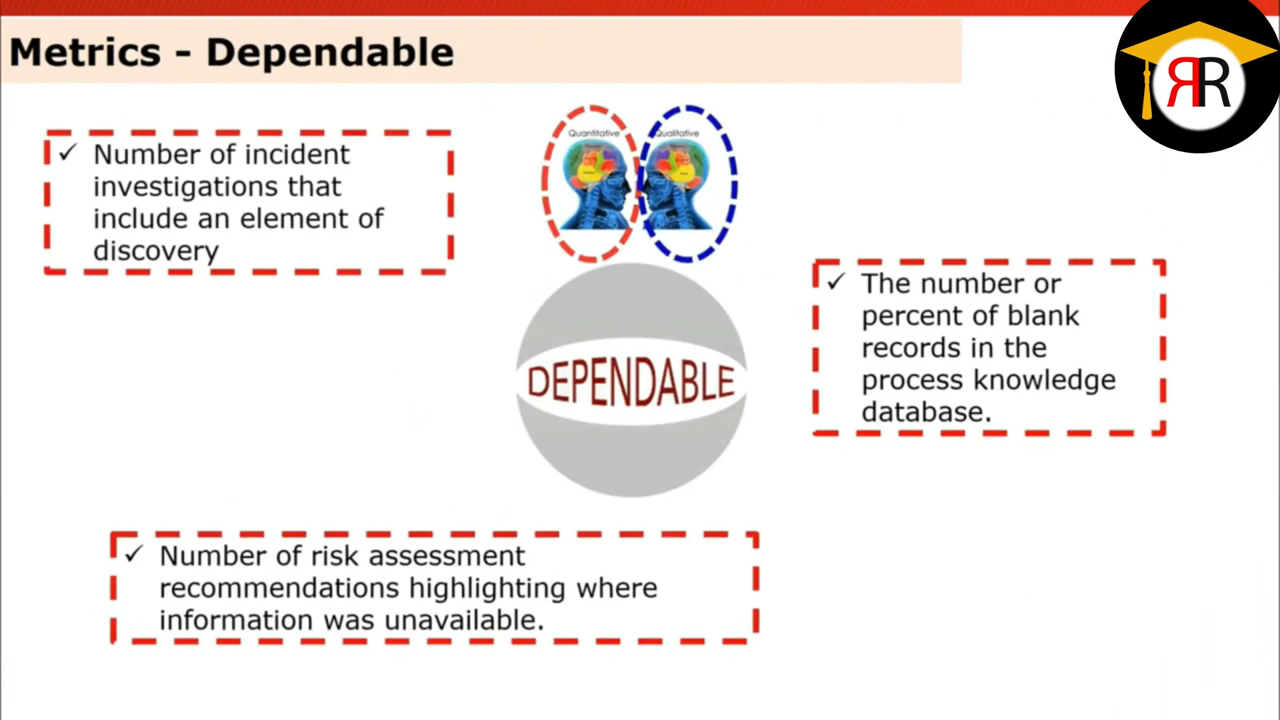 Metrics - Dependable
ЯR
Quantitative
Qualitative
✓ Number of incident
investigations that
include an element of
discovery
DEPENDABLE
✓ The number or
percent of blank
records in the
process knowledge
database.
✓ Number of risk assessment
recommendations highlighting where
information was unavailable.